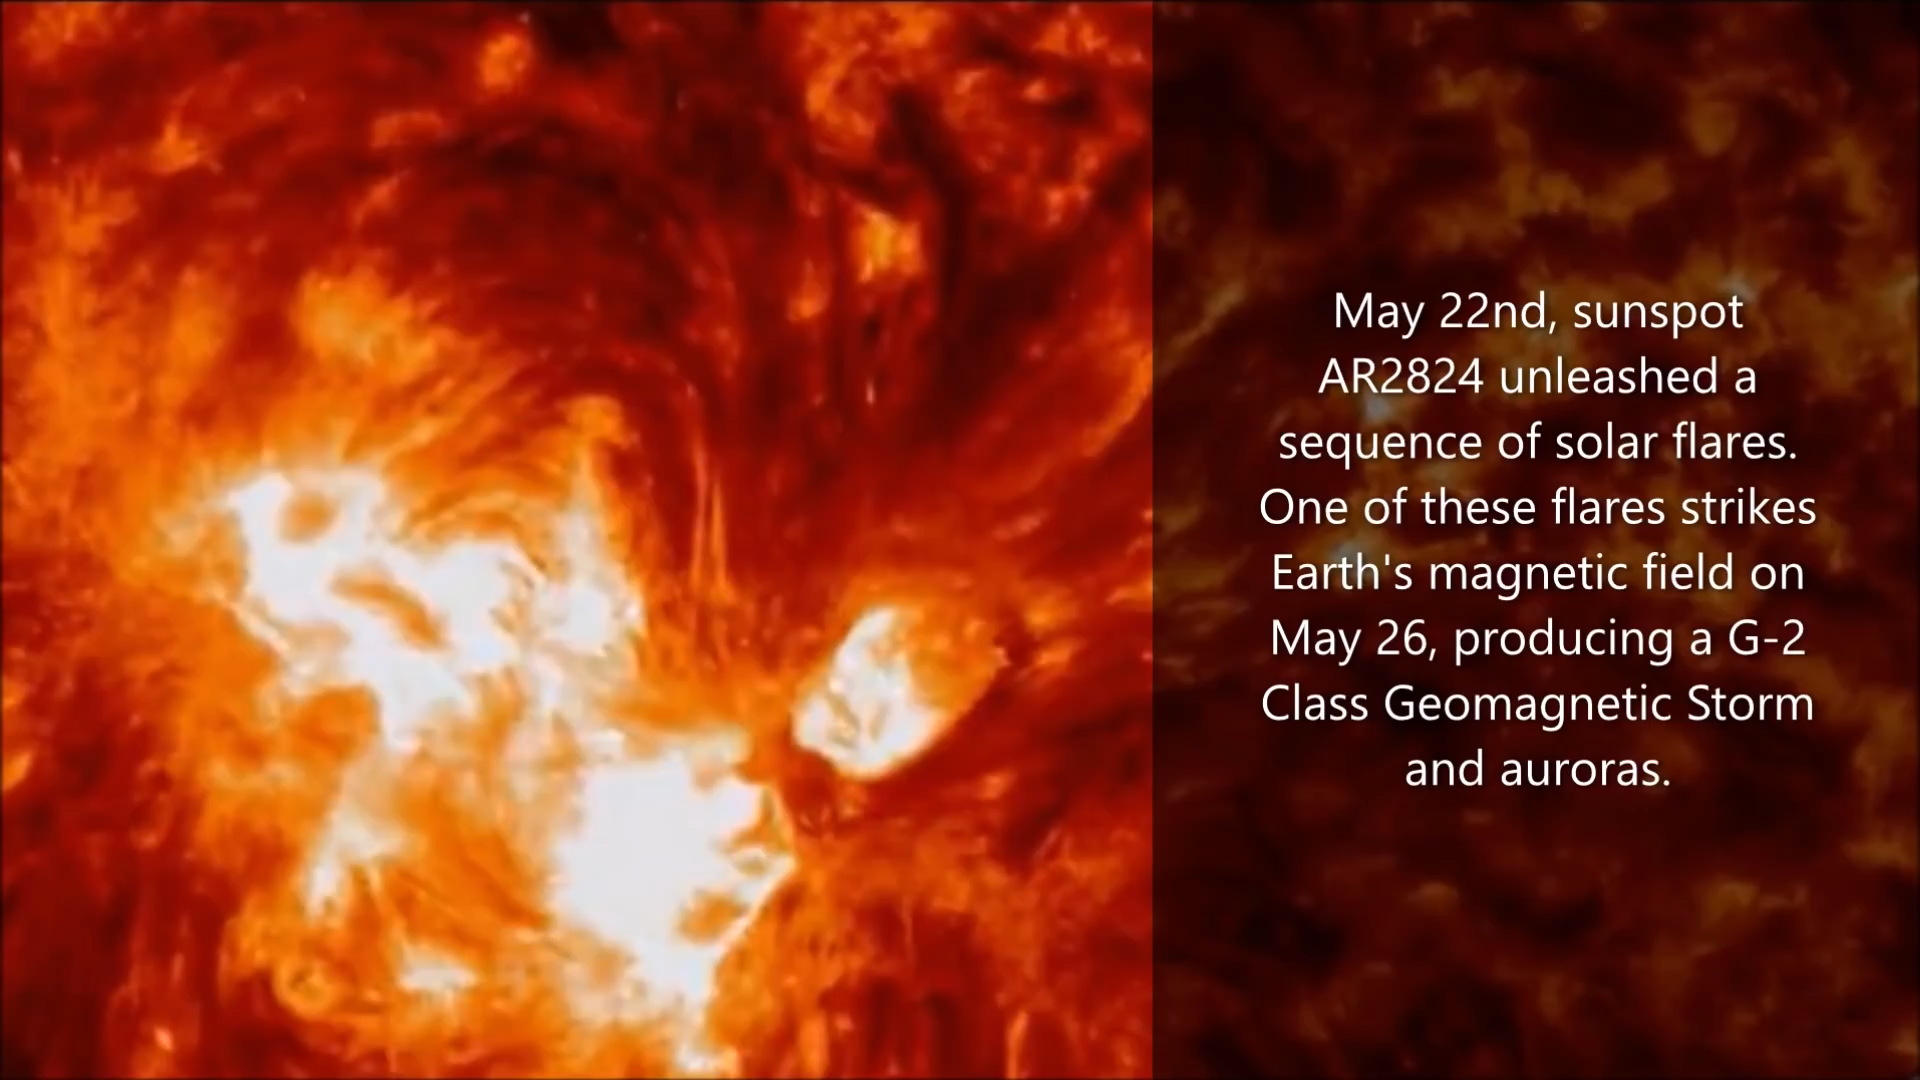 May 22nd, sunspot
AR2824 unleashed a
sequence of solar flares.
One of these flares strikes
Earth's magnetic field on
May 26, producing a G-2
Class Geomagnetic Storm
and auroras.